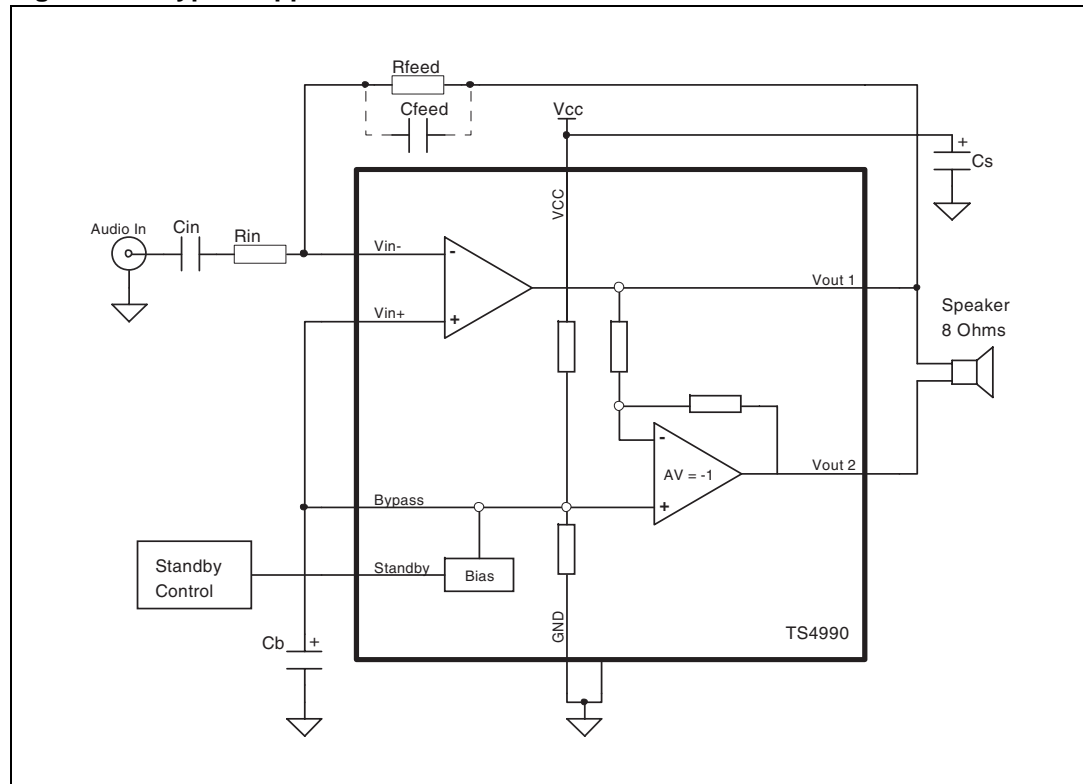 Rfeed
Cfeed
Vcc
+
Cs
VCC
Audio In
Cin
Rin
Vin-
-
Vout 1
Vin+
+
Speaker
8 Ohms
-
AV = -1
Vout 2
Bypass
+
Standby
Control
Standby
Bias
GND
TS4990
Cb
+